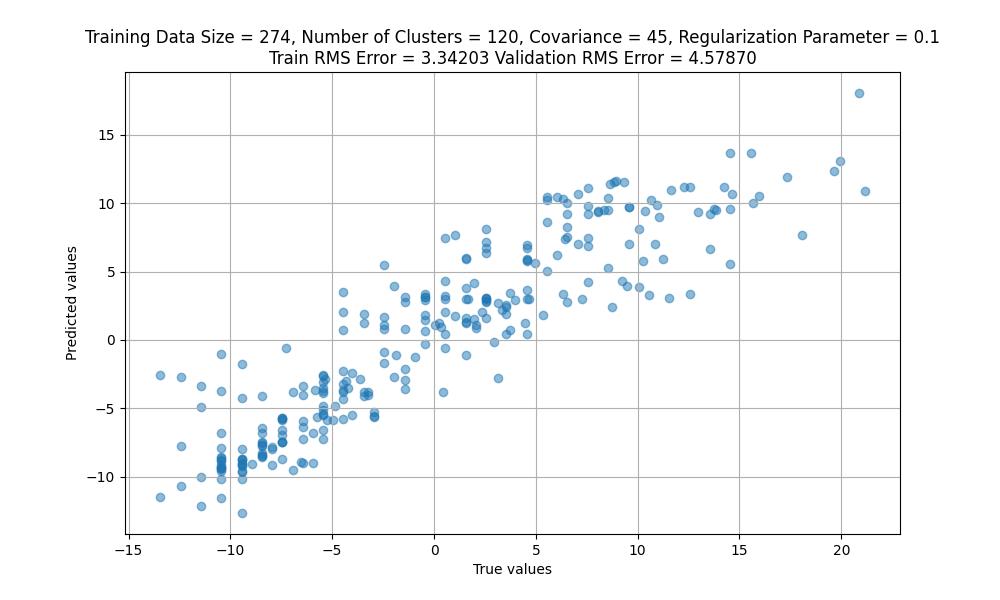 Training Data Size = 274, Number of Clusters = 120, Covariance = 45, Regularization Parameter = 0.1
Train RMS Error = 3.34203 Validation RMS Error = 4.57870
15
10
5
0
−5
−10
Predicted values
−15 −10 −5 0 5 10 15 20
True values